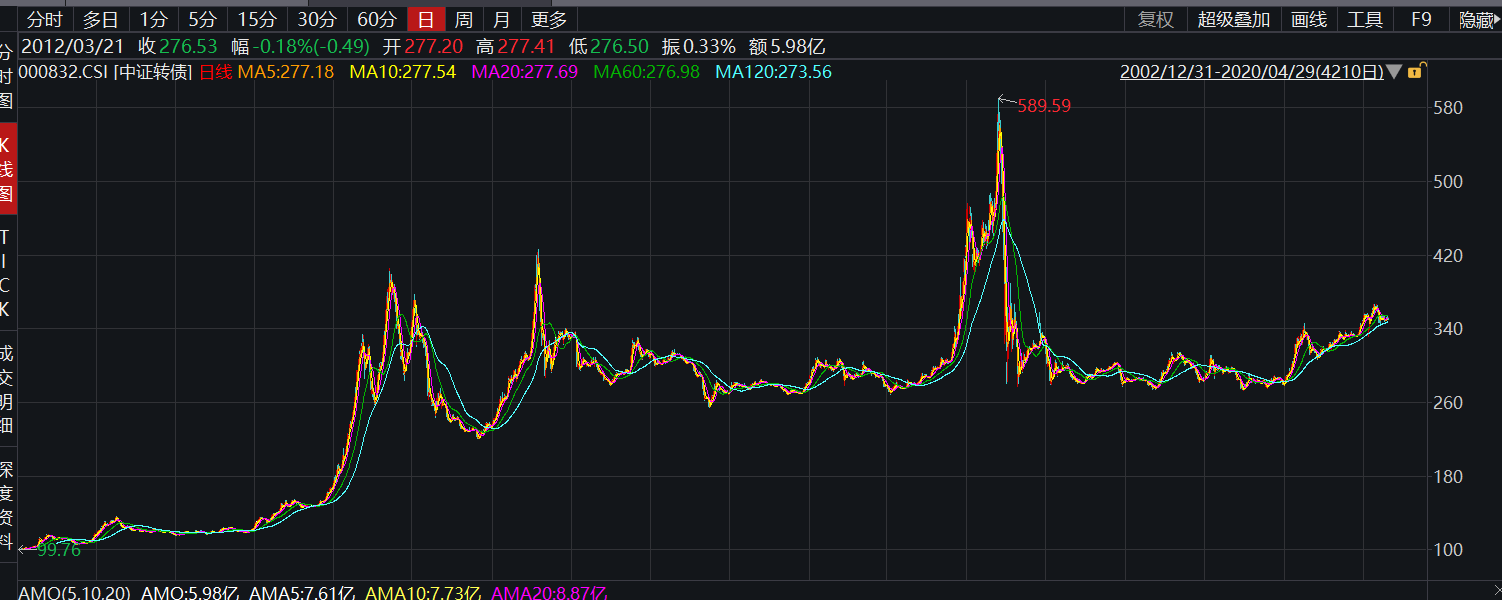 分时 多日 1分 5分 15分 30分 60分 日 周 月 更多 复权 超级叠加 画线 工具 F9 隐藏
2012/03/21 收276.53 幅-0.18%(-0.49) 开277.20 高277.41 低276.50 振0.33% 额5.98亿
000832.CSI [中证转债] 日线 MA5:277.18 MA10:277.54 MA20:277.69 MA60:276.98 MA120:273.56 2002/12/31-2020/04/29(4210日)
分时图
K线图
TICK
成交明细
深度资料
589.59
99.76
580
500
420
340
260
180
100
AMO(5,10,20) AMO:5.98亿 AMA5:7.61亿 AMA10:7.73亿 AMA20:8.87亿